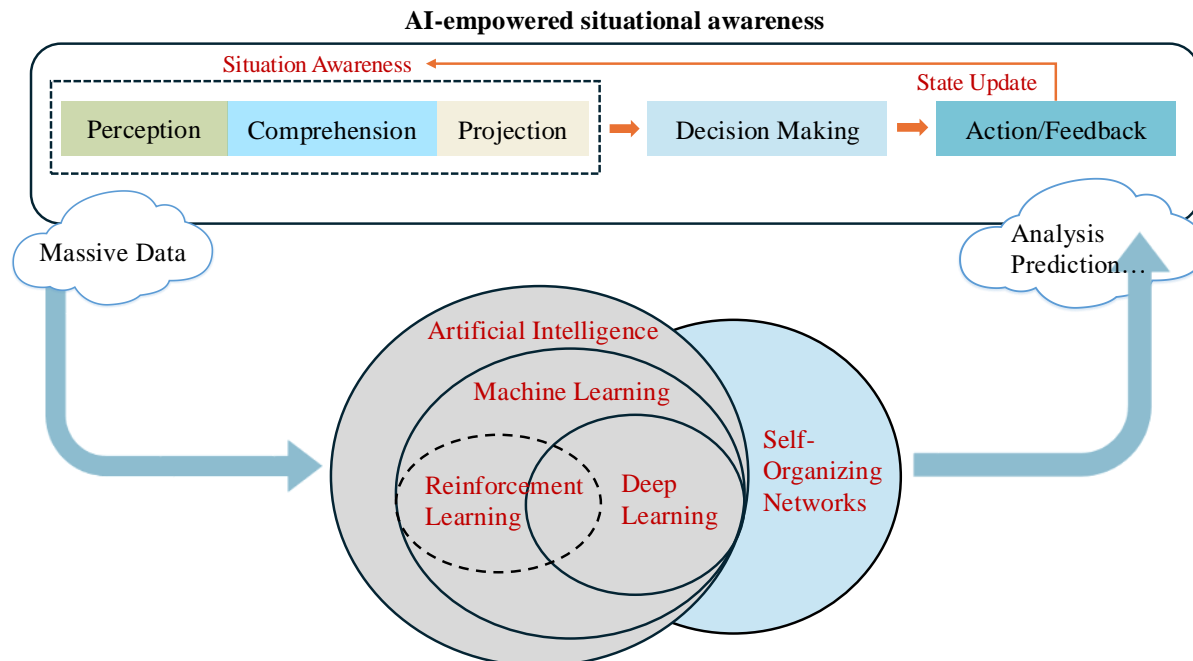 AI-empowered situational awareness
Situation Awareness
State Update
Perception
Comprehension
Projection
Decision Making
Action/Feedback
Massive Data
Analysis
Prediction…
Artificial Intelligence
Machine Learning
Reinforcement
Learning
Deep
Learning
Self-
Organizing
Networks